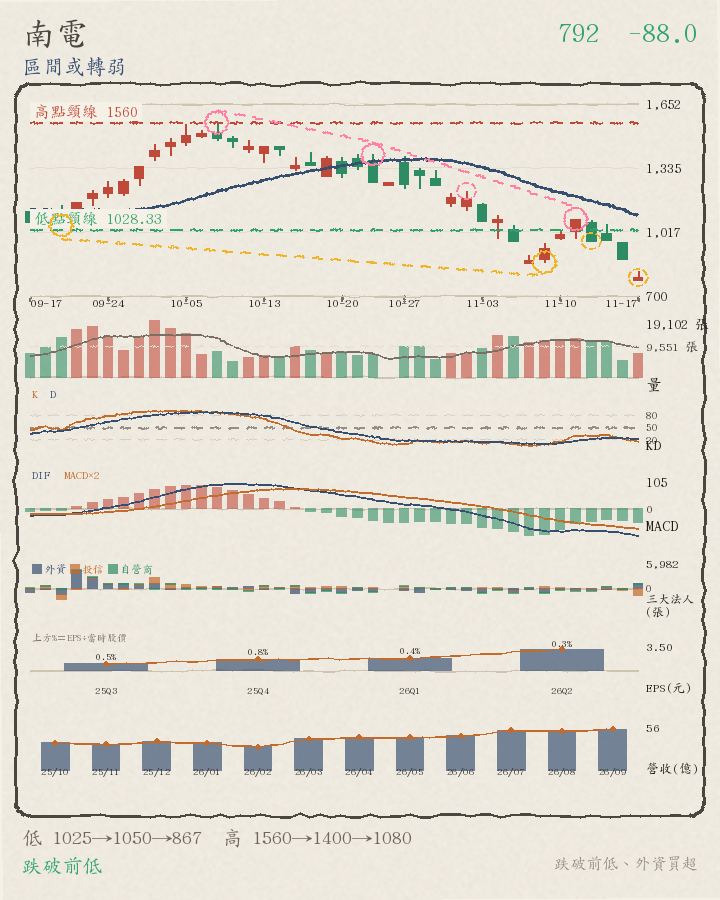 南電 792 -88.0
區間或轉弱
高點頸線 1560
1,652
1,335
低點頸線 1028.33
1,017
700
09-17 09-24 10-05 10-13 10-20 10-27 11-03 11-10 11-17
19,102 張
9,551 張
量
K D
80
50
20
KD
DIF MACD×2
105
0
MACD
外資 投信 自營商
5,982
0
三大法人
(張)
上方%=EPS÷當時股價
0.5% 0.8% 0.4% 0.3%
3.50
25Q3 25Q4 26Q1 26Q2
EPS(元)
56
25/10 25/11 25/12 26/01 26/02 26/03 26/04 26/05 26/06 26/07 26/08 26/09
營收(億)
低 1025→1050→867 高 1560→1400→1080
跌破前低
跌破前低、外資買超